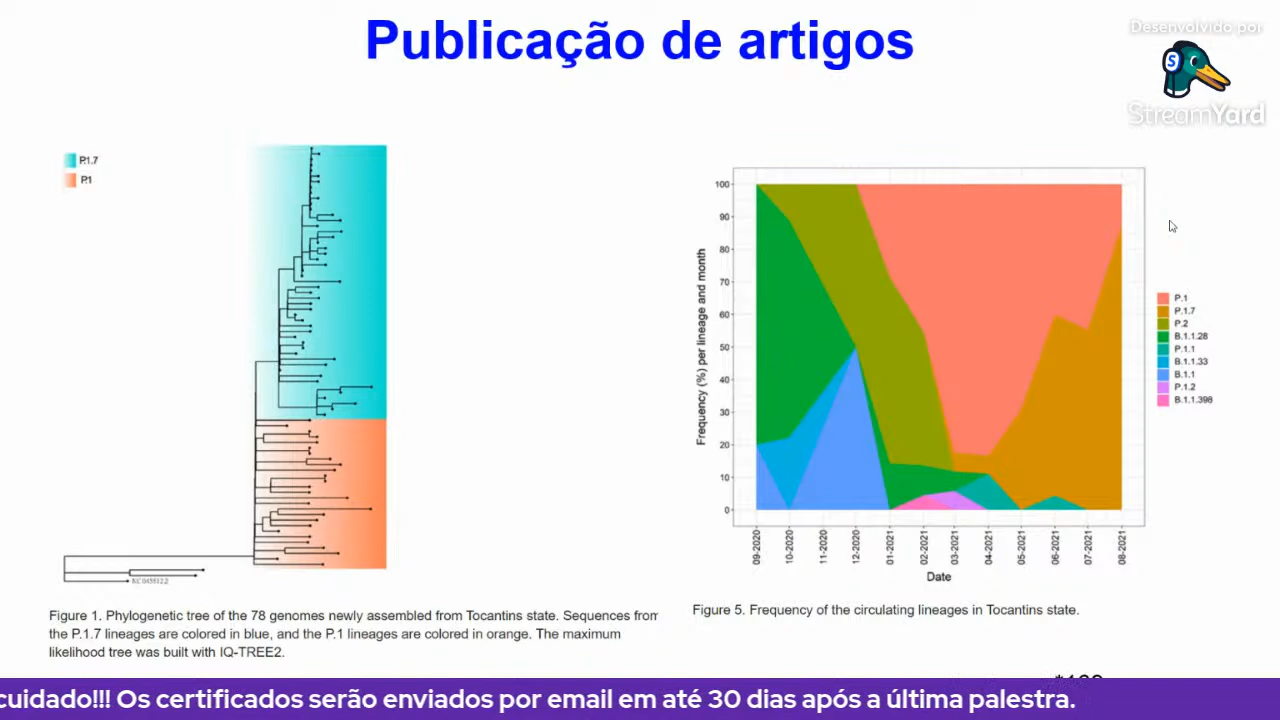 Publicação de artigos
Desenvolvido por
StreamYard
P.1.7
P.1
NC 045512.2
Figure 1. Phylogenetic tree of the 78 genomes newly assembled from Tocantins state. Sequences from
the P.1.7 lineages are colored in blue, and the P.1 lineages are colored in orange. The maximum
likelihood tree was built with IQ-TREE2.
Frequency (%) per lineage and month
100
90
80
70
60
50
40
30
20
10
0
09-2020
10-2020
11-2020
12-2020
01-2021
02-2021
03-2021
04-2021
05-2021
06-2021
07-2021
08-2021
Date
P.1
P.1.7
P.2
B.1.1.28
P.1.1
B.1.1.33
B.1.1
P.1.2
B.1.1.398
Figure 5. Frequency of the circulating lineages in Tocantins state.
cuidado!!! Os certificados serão enviados por email em até 30 dias após a última palestra.